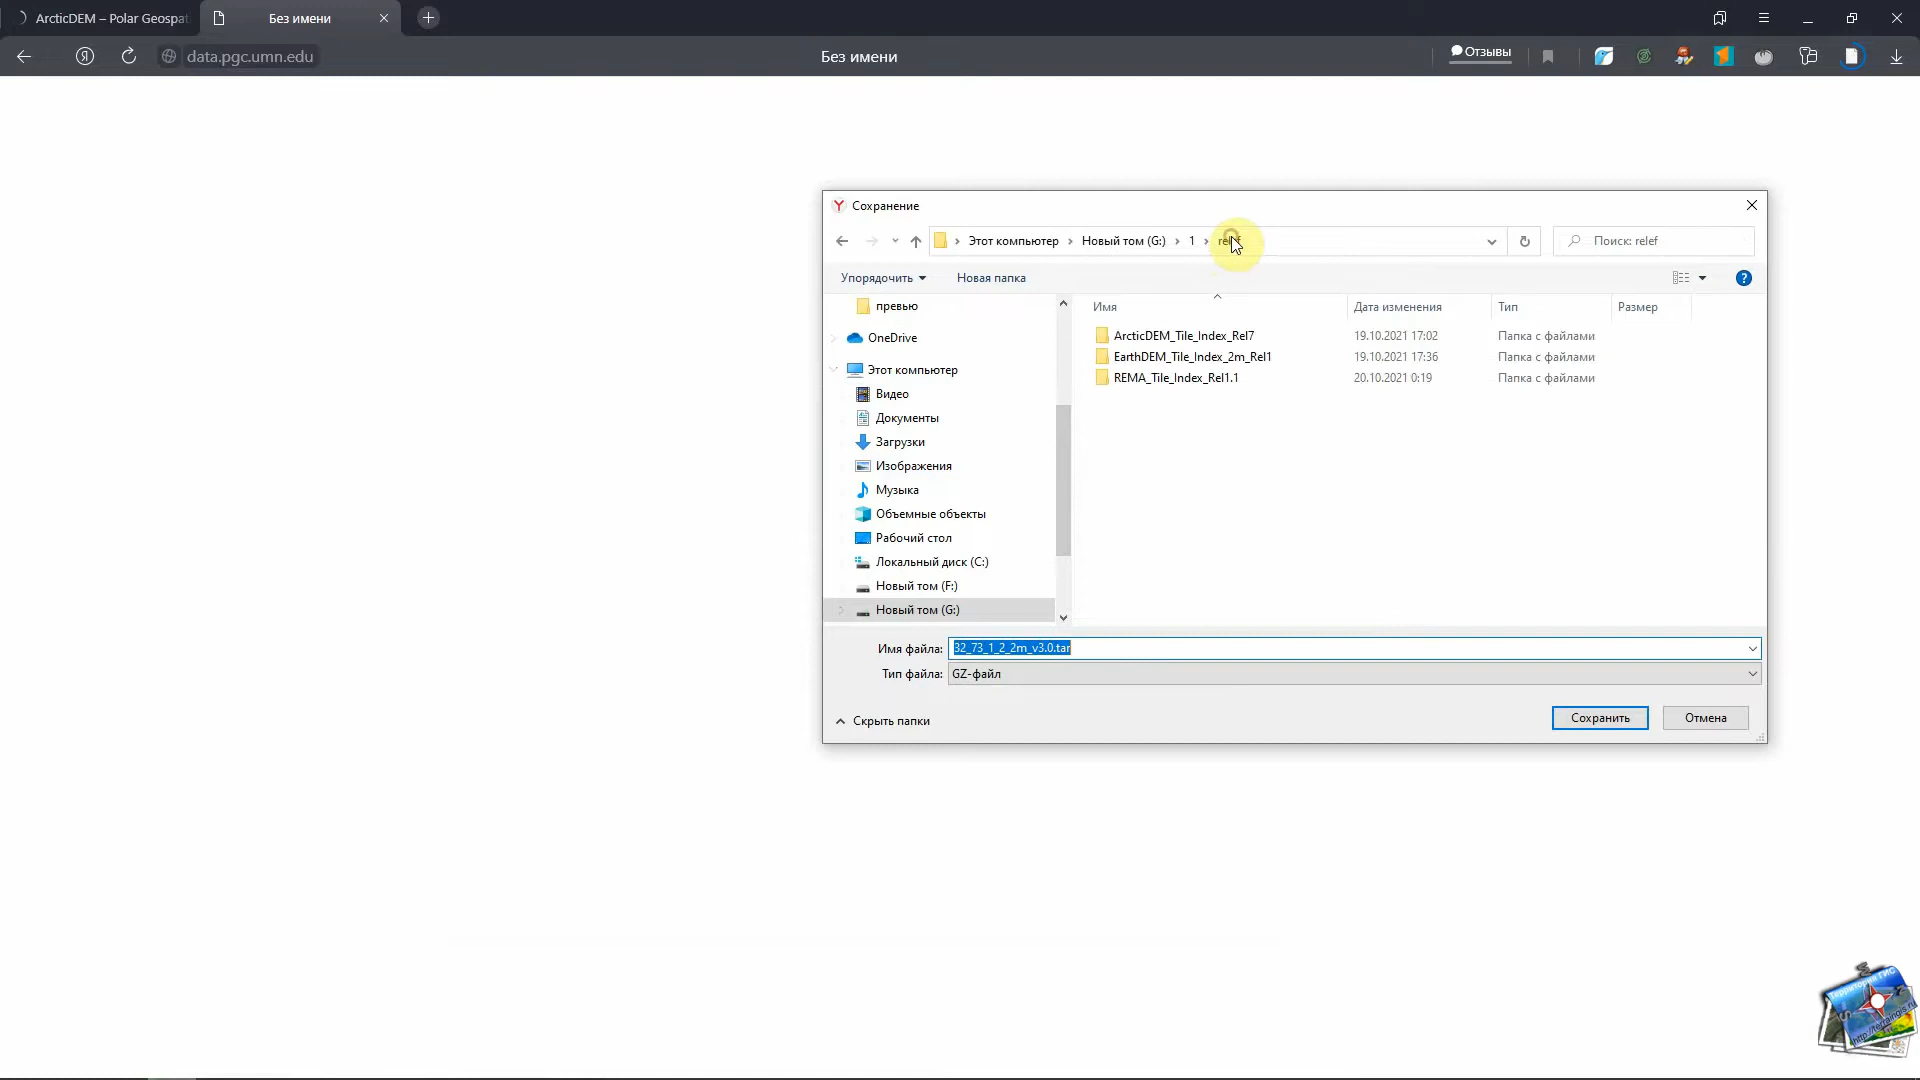 ArcticDEM – Polar Geospat
Без имени
data.pgc.umn.edu
Без имени
Отзывы
Сохранение
Этот компьютер
Новый том (G:)
1
relef
Поиск: relef
Упорядочить
Новая папка
превью
OneDrive
Этот компьютер
Видео
Документы
Загрузки
Изображения
Музыка
Объемные объекты
Рабочий стол
Локальный диск (C:)
Новый том (F:)
Новый том (G:)
Имя Дата изменения Тип Размер
ArcticDEM_Tile_Index_Rel7 19.10.2021 17:02 Папка с файлами
EarthDEM_Tile_Index_2m_Rel1 19.10.2021 17:36 Папка с файлами
REMA_Tile_Index_Rel1.1 20.10.2021 0:19 Папка с файлами
Имя файла: 32_73_1_2_2m_v3.0.tar
Тип файла: GZ-файл
Скрыть папки
Сохранить
Отмена